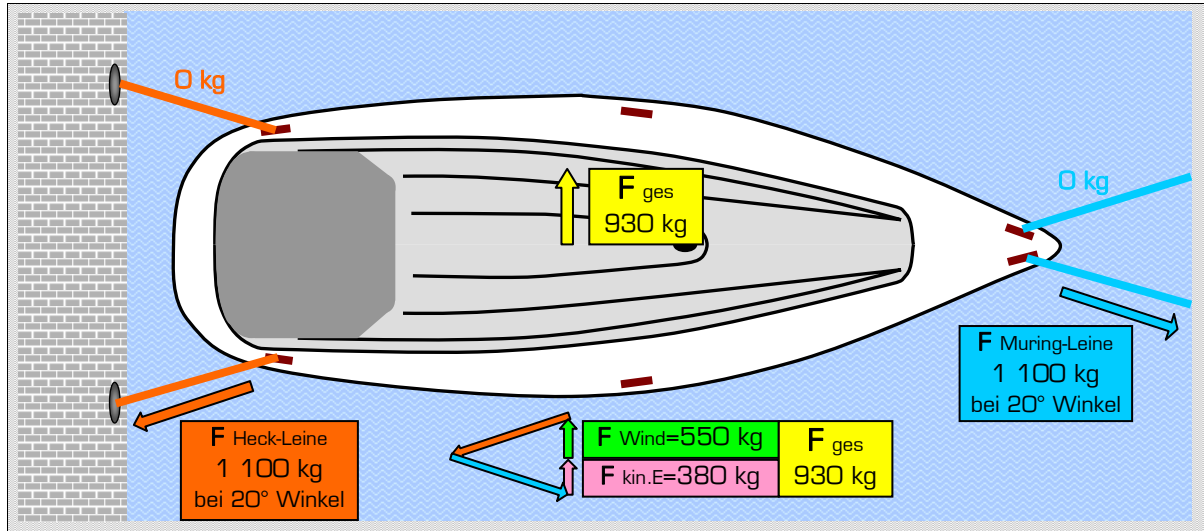 0 kg
0 kg
F ges
930 kg
F Muring-Leine
1 100 kg
bei 20° Winkel
F Heck-Leine
1 100 kg
bei 20° Winkel
F Wind=550 kg
F kin.E=380 kg
F ges
930 kg